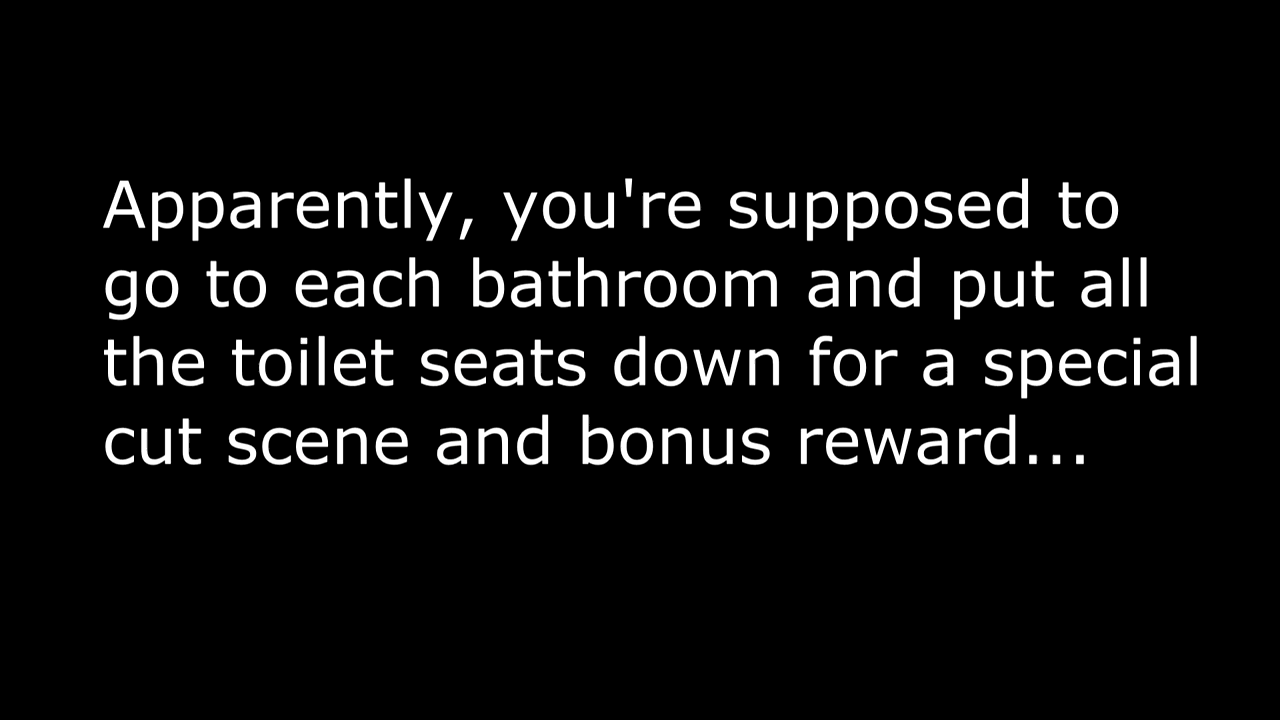 Apparently, you're supposed to
go to each bathroom and put all
the toilet seats down for a special
cut scene and bonus reward...